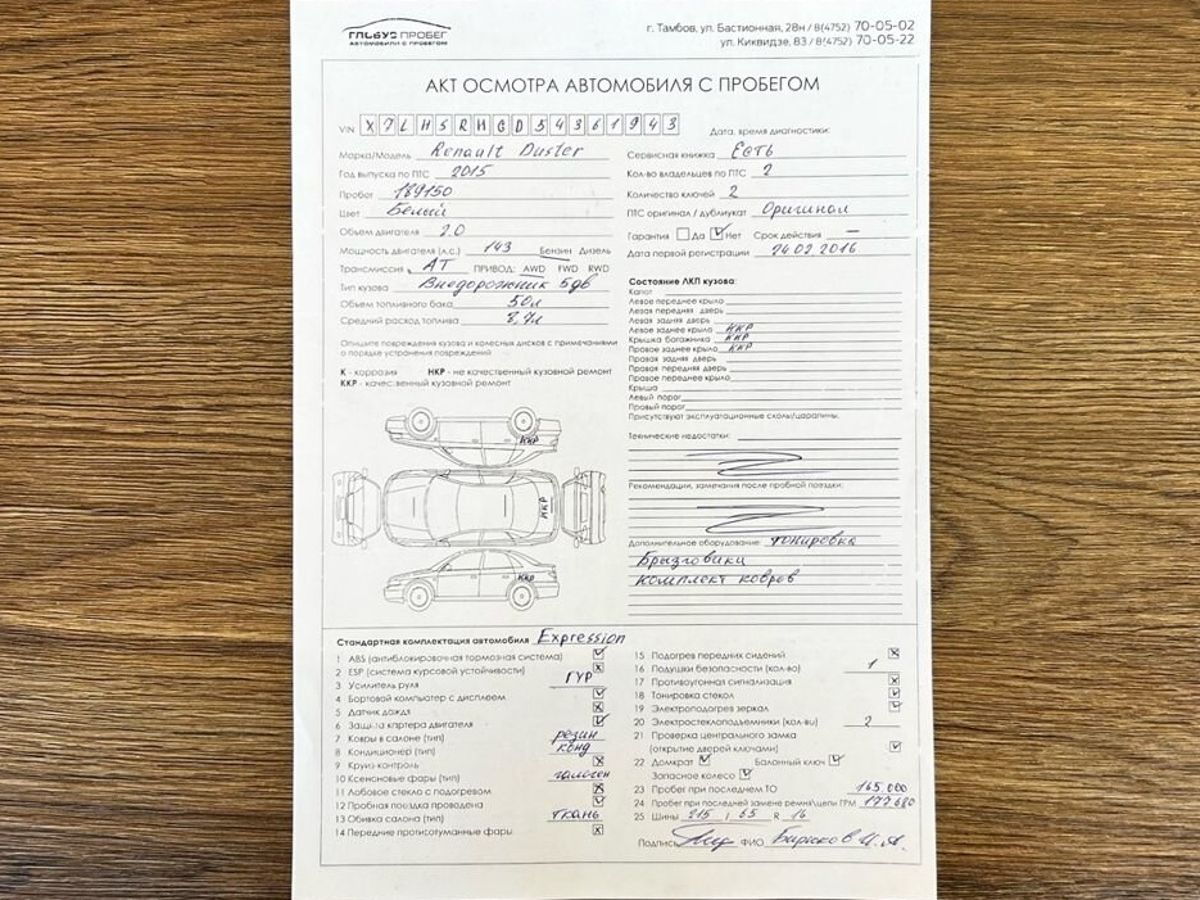 ГЛОБУС ПРОБЕГ
АВТОМОБИЛИ С ПРОБЕГОМ
г. Тамбов, ул. Бастионная, 28н / 8(4752) 70-05-02
ул. Киквидзе, 83 / 8(4752) 70-05-22
АКТ ОСМОТРА АВТОМОБИЛЯ С ПРОБЕГОМ
VIN X7LHSRHGD54361943
Дата, время диагностики:
Марка/Модель Renault Duster
Год выпуска по ПТС 2015
Пробег 189150
Цвет Белый
Объем двигателя 2.0
Мощность двигателя (л.с.) 143 Бензин Дизель
Трансмиссия АТ ПРИВОД: AWD FWD RWD
Тип кузова Внедорожник 5дв
Объем топливного бака 50л
Средний расход топлива 8,7л
Сервисная книжка Есть
Кол-во владельцев по ПТС 2
Количество ключей 2
ПТС оригинал / дубликат Оригинал
Гарантия Да Нет Срок действия —
Дата первой регистрации 24.02.2016
Опишите повреждения кузова и колесных дисков с примечаниями
о порядке устранения повреждений
К - коррозия НКР - не качественный кузовной ремонт
ККР - качественный кузовной ремонт
ККР
ККР
ККР
Состояние ЛКП кузова:
Капот
Левое переднее крыло
Левая передняя дверь
Левая задняя дверь
Левое заднее крыло ККР
Крышка багажника ККР
Правое заднее крыло ККР
Правая задняя дверь
Правая передняя дверь
Правое переднее крыло
Крыша
Левый порог
Правый порог
Присутствуют эксплуатационные сколы/царапины.
Технические недостатки:
Рекомендации, замечания после пробной поездки:
Дополнительное оборудование: тонировка
Брызговики
комплект ковров
Стандартная комплектация автомобиля Expression
1 ABS (антиблокировочная тормозная система)
2 ESP (система курсовой устойчивости)
3 Усилитель руля ГУР
4 Бортовой компьютер с дисплеем
5 Датчик дождя
6 Защита картера двигателя
7 Ковры в салоне (тип) резин
8 Кондиционер (тип) конд
9 Круиз-контроль
10 Ксеноновые фары (тип) галоген
11 Лобовое стекло с подогревом
12 Пробная поездка проведена
13 Обивка салона (тип) Ткань
14 Передние противотуманные фары
15 Подогрев передних сидений
16 Подушки безопасности (кол-во) 1
17 Противоугонная сигнализация
18 Тонировка стекол
19 Электроподогрев зеркал
20 Электростеклоподъемники (кол-во) 2
21 Проверка центрального замка
(открытие дверей ключами)
22 Домкрат Балонный ключ
Запасное колесо
23 Пробег при последнем ТО 165.000
24 Пробег при последней замене ремня/цепи ГРМ 177680
25 Шины 215 / 65 R 16
Подпись ФИО И.А.